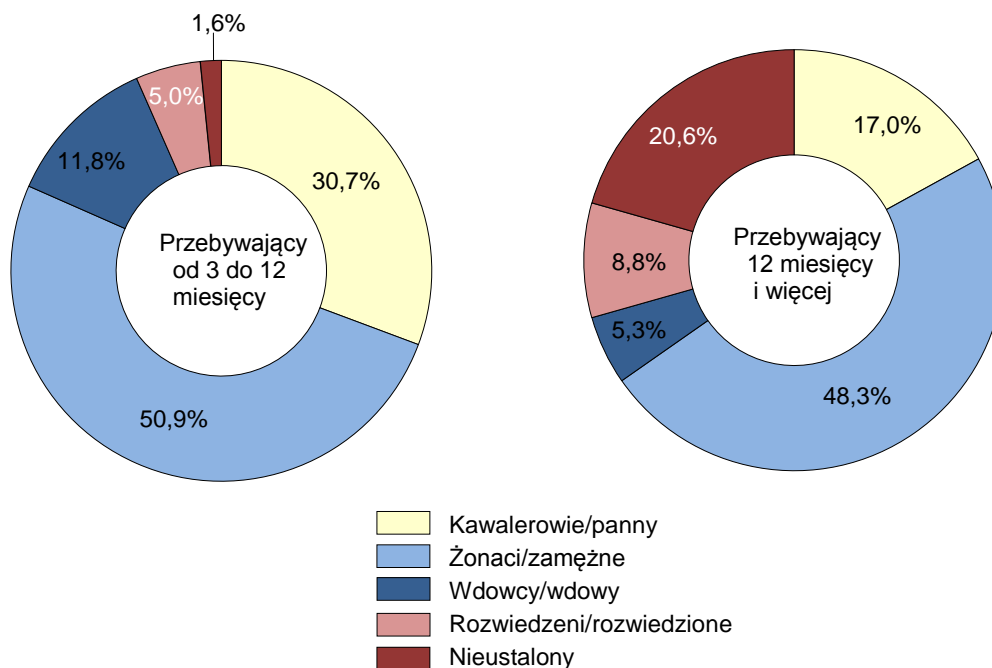 1,6%
5,0%
11,8%
30,7%
Przebywający
od 3 do 12
miesięcy
50,9%
20,6%
17,0%
8,8%
Przebywający
12 miesięcy
i więcej
5,3%
48,3%
Kawalerowie/panny
Żonaci/zamężne
Wdowcy/wdowy
Rozwiedzeni/rozwiedzione
Nieustalony